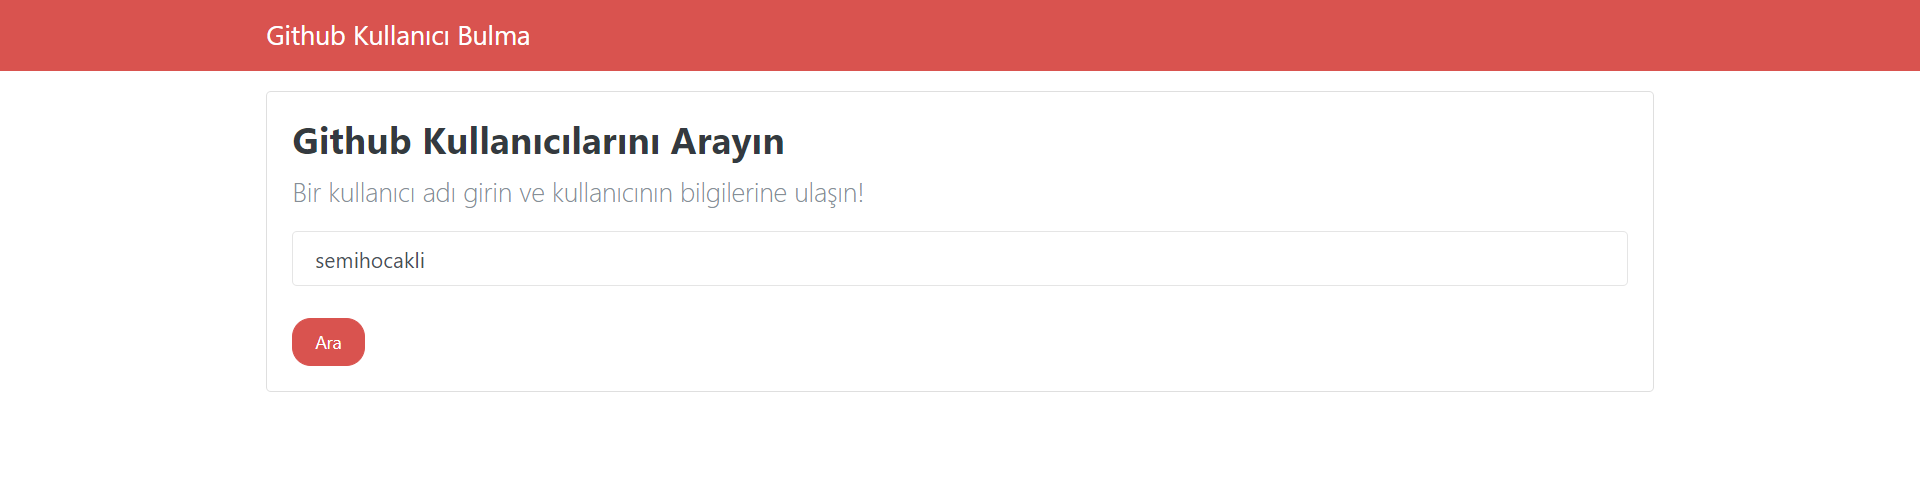 Github Kullanıcı Bulma
Github Kullanıcılarını Arayın
Bir kullanıcı adı girin ve kullanıcının bilgilerine ulaşın!
semihocakli
Ara